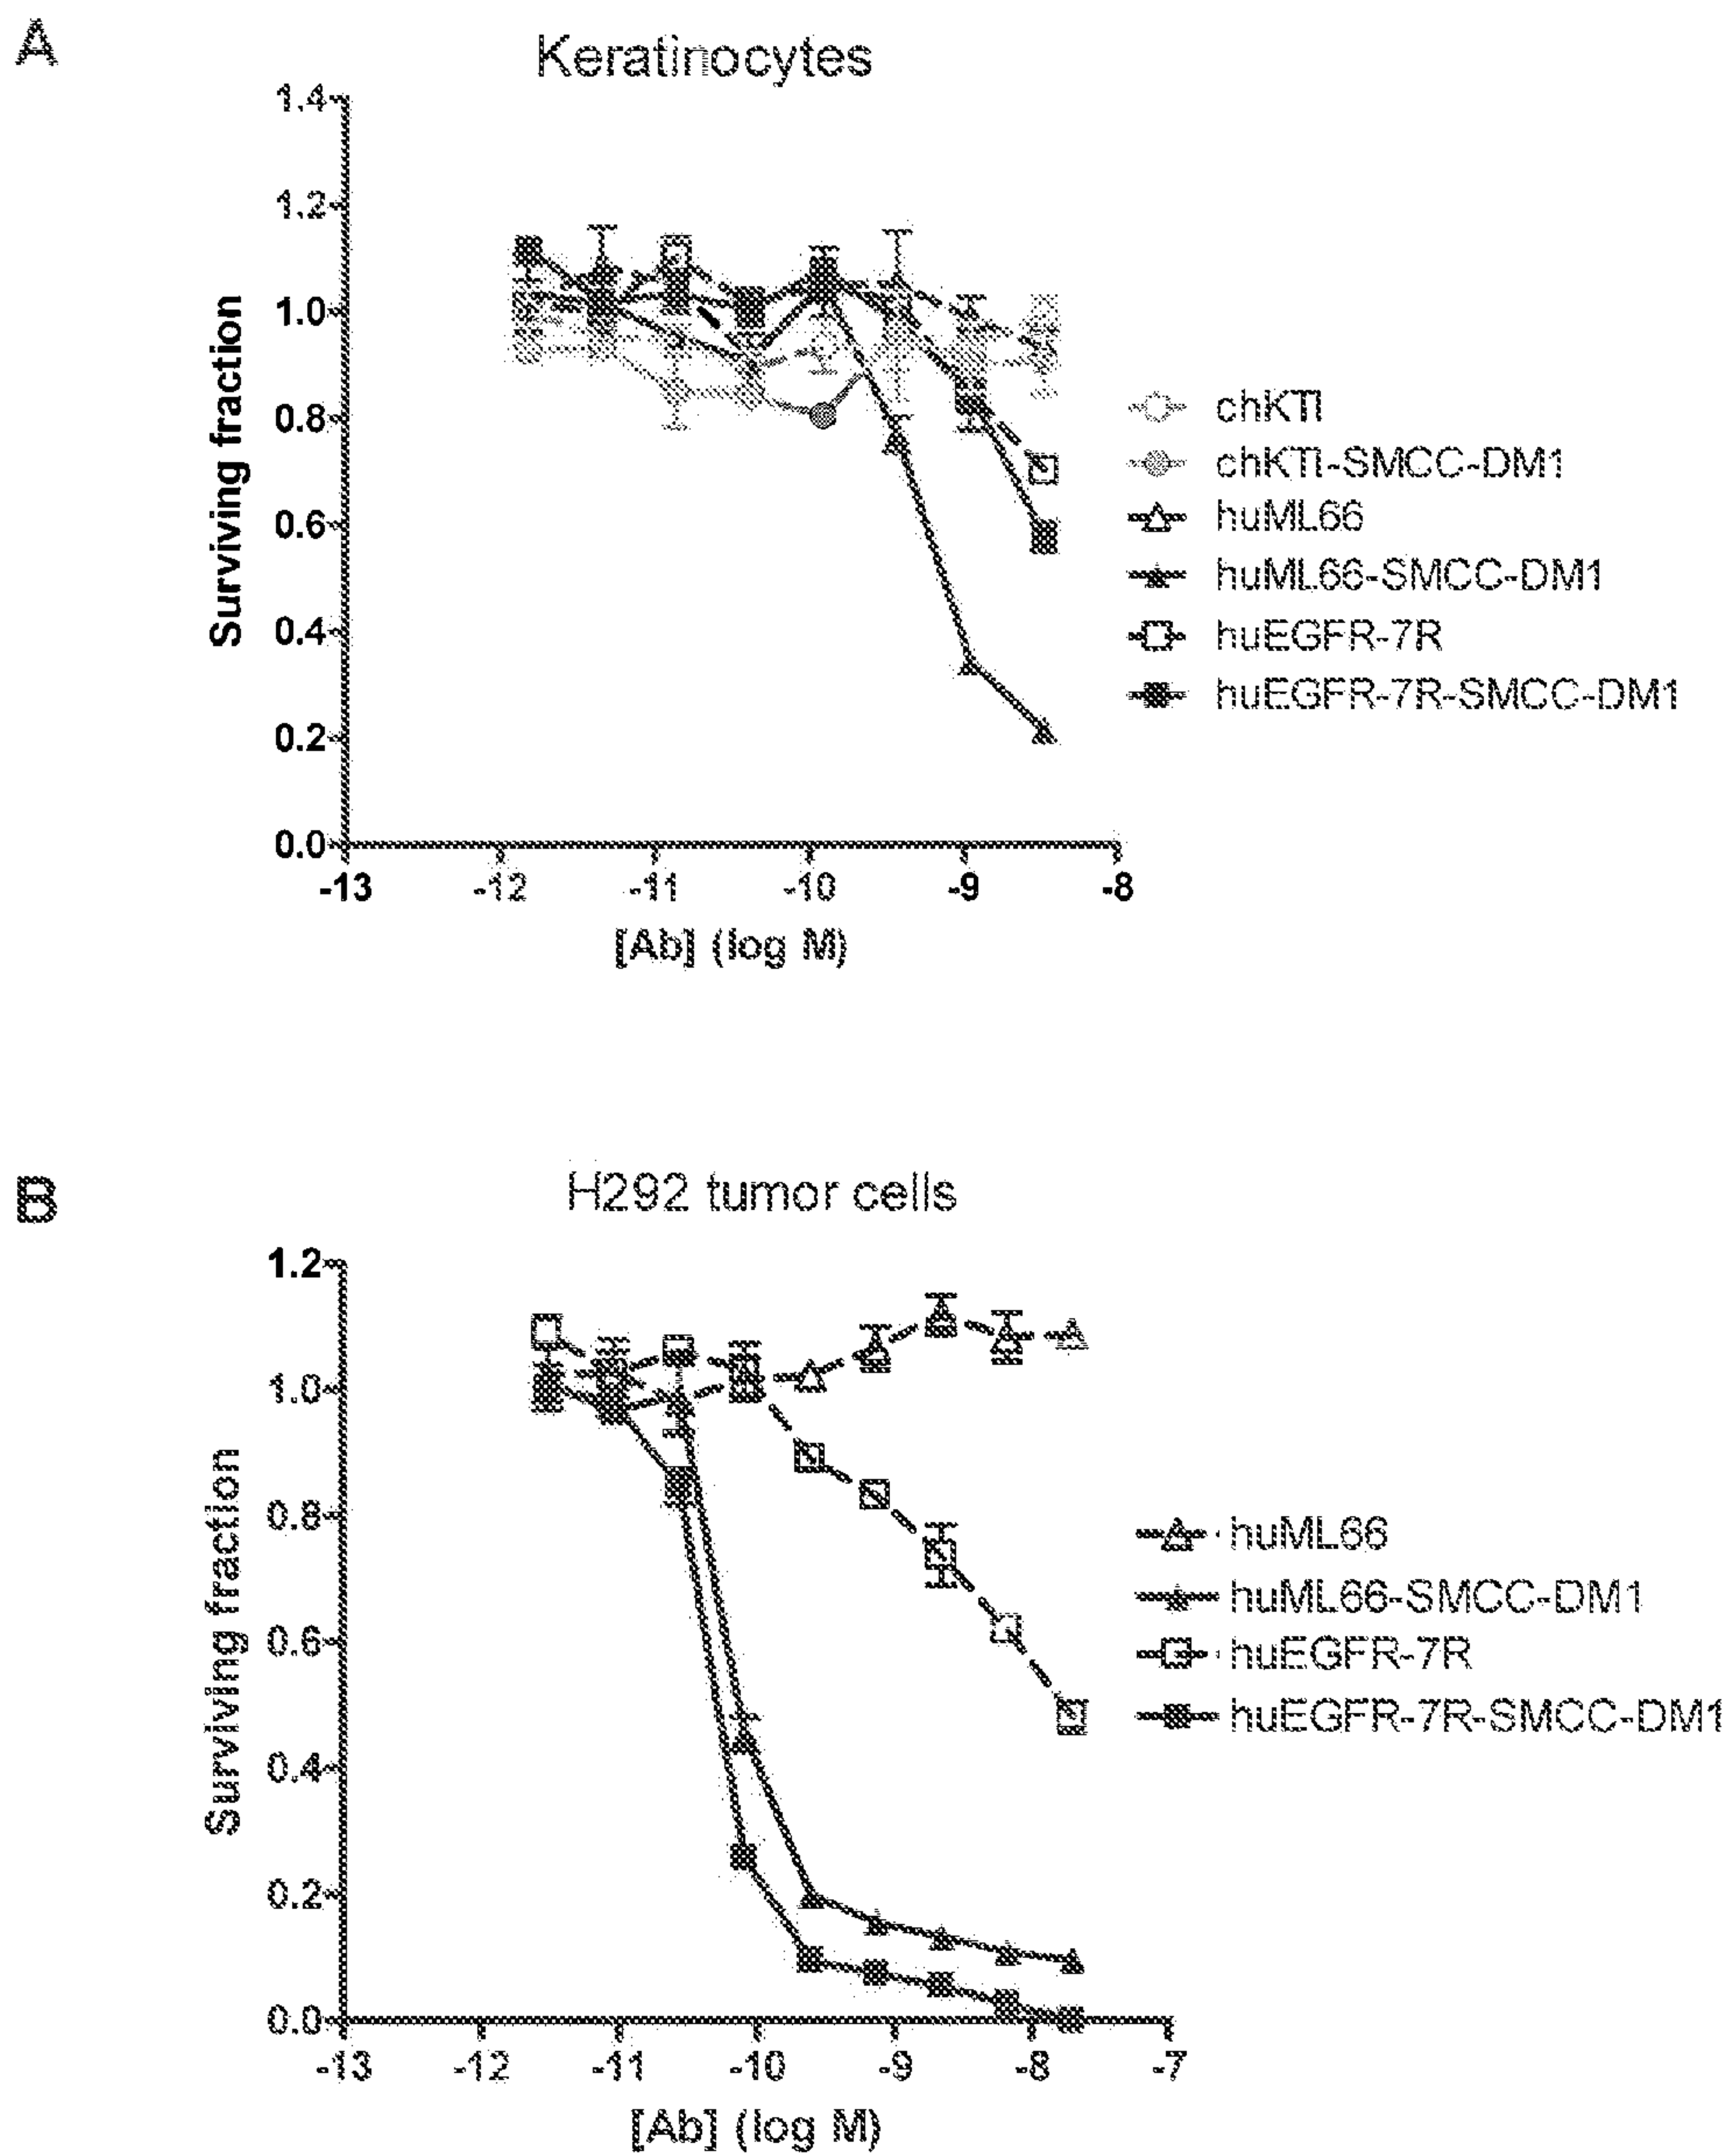 A
Keratinocytes
1.4
1.2
1.0
0.8
0.6
0.4
0.2
0.0
Surviving fraction
-13 -12 -11 -10 -9 -8
[Ab] (log M)
chKTI
chKTI-SMCC-DM1
huML66
huML66-SMCC-DM1
huEGFR-7R
huEGFR-7R-SMCC-DM1
B
H292 tumor cells
1.2
1.0
0.8
0.6
0.4
0.2
0.0
Surviving fraction
-13 -12 -11 -10 -9 -8 -7
[Ab] (log M)
huML66
huML66-SMCC-DM1
huEGFR-7R
huEGFR-7R-SMCC-DM1